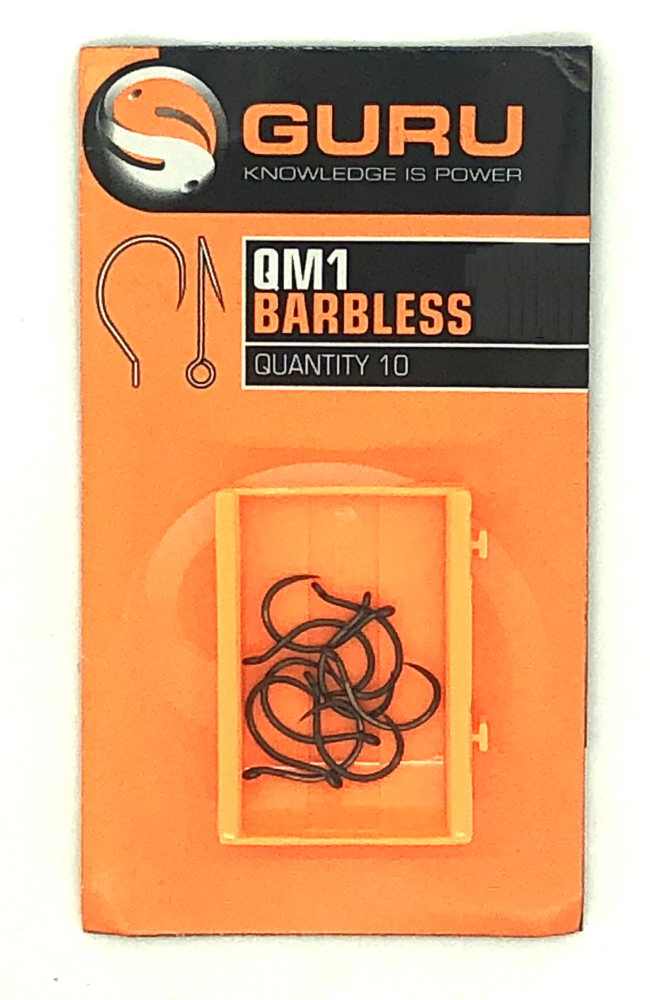 GURU
KNOWLEDGE IS POWER
QM1
BARBLESS
QUANTITY 10